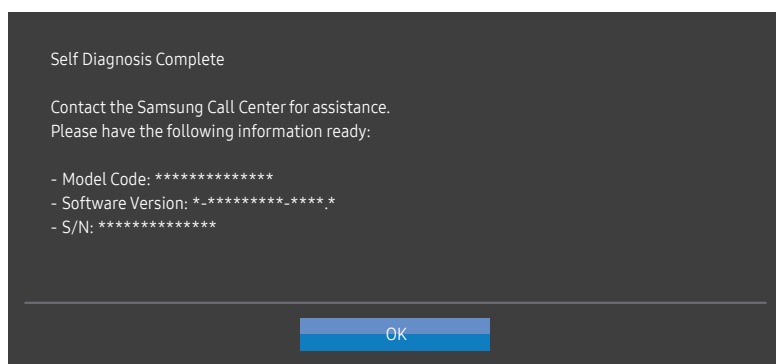 Self Diagnosis Complete
Contact the Samsung Call Center for assistance.
Please have the following information ready:
- Model Code: **************
- Software Version: *-*********-****.*
- S/N: **************
OK